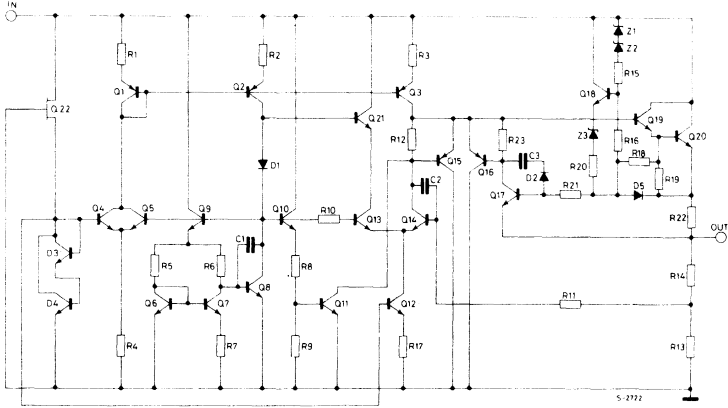 IN
Z1
Z2
R1
R2
R3
R15
Q1
Q2
Q3
Q18
Q22
Q21
Q19
Q20
R12
R23
Z3
R16
R18
Q15
Q16
C3
D1
C2
D2
R20
R19
Q17
R21
D5
Q4
Q5
Q9
Q10
R10
Q13
Q14
R22
OUT
D3
C1
R5
R6
R8
R14
Q8
D4
Q6
Q7
Q11
Q12
R11
R4
R7
R9
R17
R13
S-2722